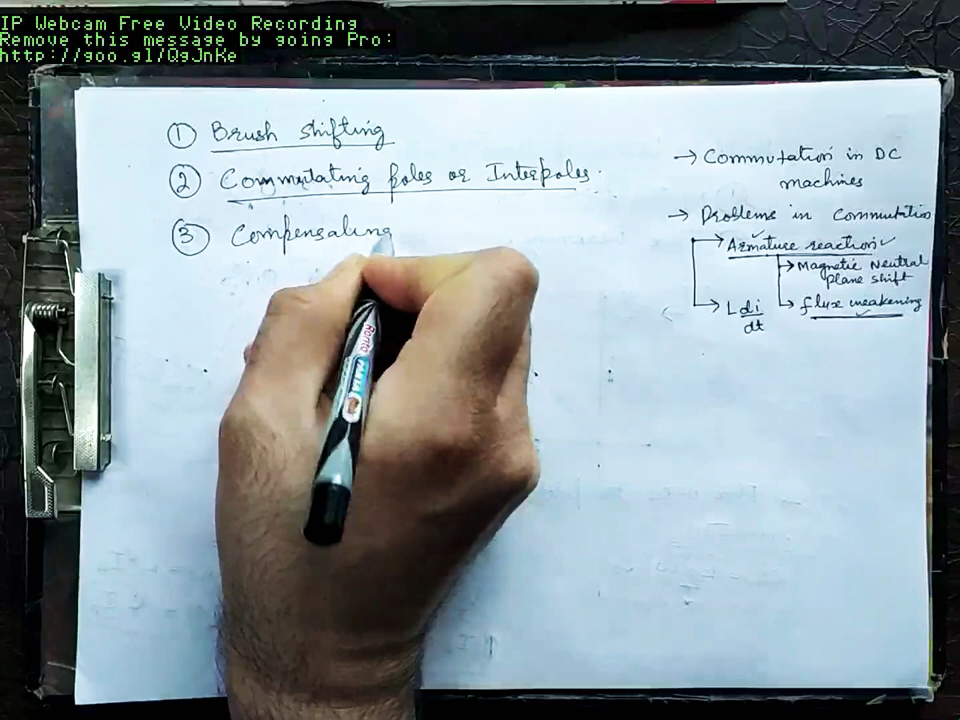 IP Webcam Free Video Recording
Remove this message by going Pro:
http://goo.gl/QgJnKe
① Brush shifting
② Commutating poles or Interpoles.
③ Compensating
→ Commutation in DC
machines
→ Problems in commutation
→ Armature reaction ✓
→ Magnetic Neutral
plane shift
→ flux weakening
→ L di/dt